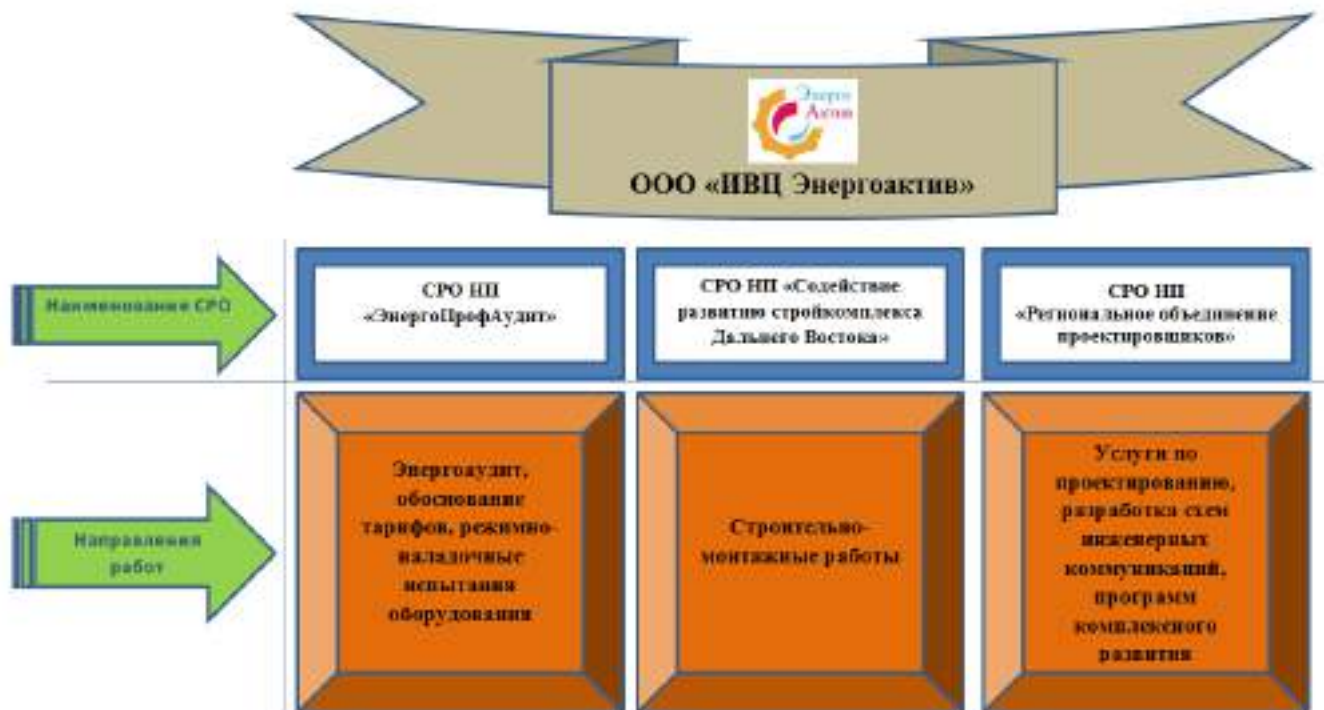 Энерго
Актив
ООО «ИВЦ Энергоактив»
Наименование СРО
СРО НП
«ЭнергоПрофАудит»
СРО НП «Содействие
развитию стройкомплекса
Дальнего Востока»
СРО НП
«Региональное объединение
проектировщиков»
Направления
работ
Энергоаудит,
обоснование
тарифов, режимно-
наладочные
испытания
оборудования
Строительно-
монтажные работы
Услуги по
проектированию,
разработка схем
инженерных
коммуникаций,
программ
комплексного
развития